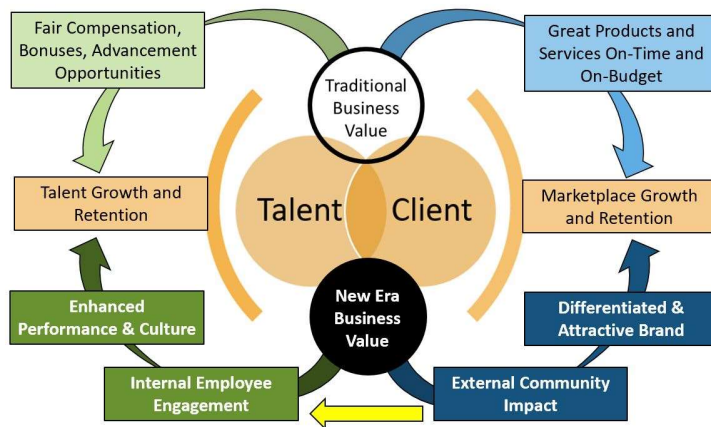 Fair Compensation,
Bonuses, Advancement
Opportunities
Great Products and
Services On-Time and
On-Budget
Traditional
Business
Value
Talent Growth and
Retention
Talent
Client
Marketplace Growth
and Retention
Enhanced
Performance & Culture
New Era
Business
Value
Differentiated &
Attractive Brand
Internal Employee
Engagement
External Community
Impact